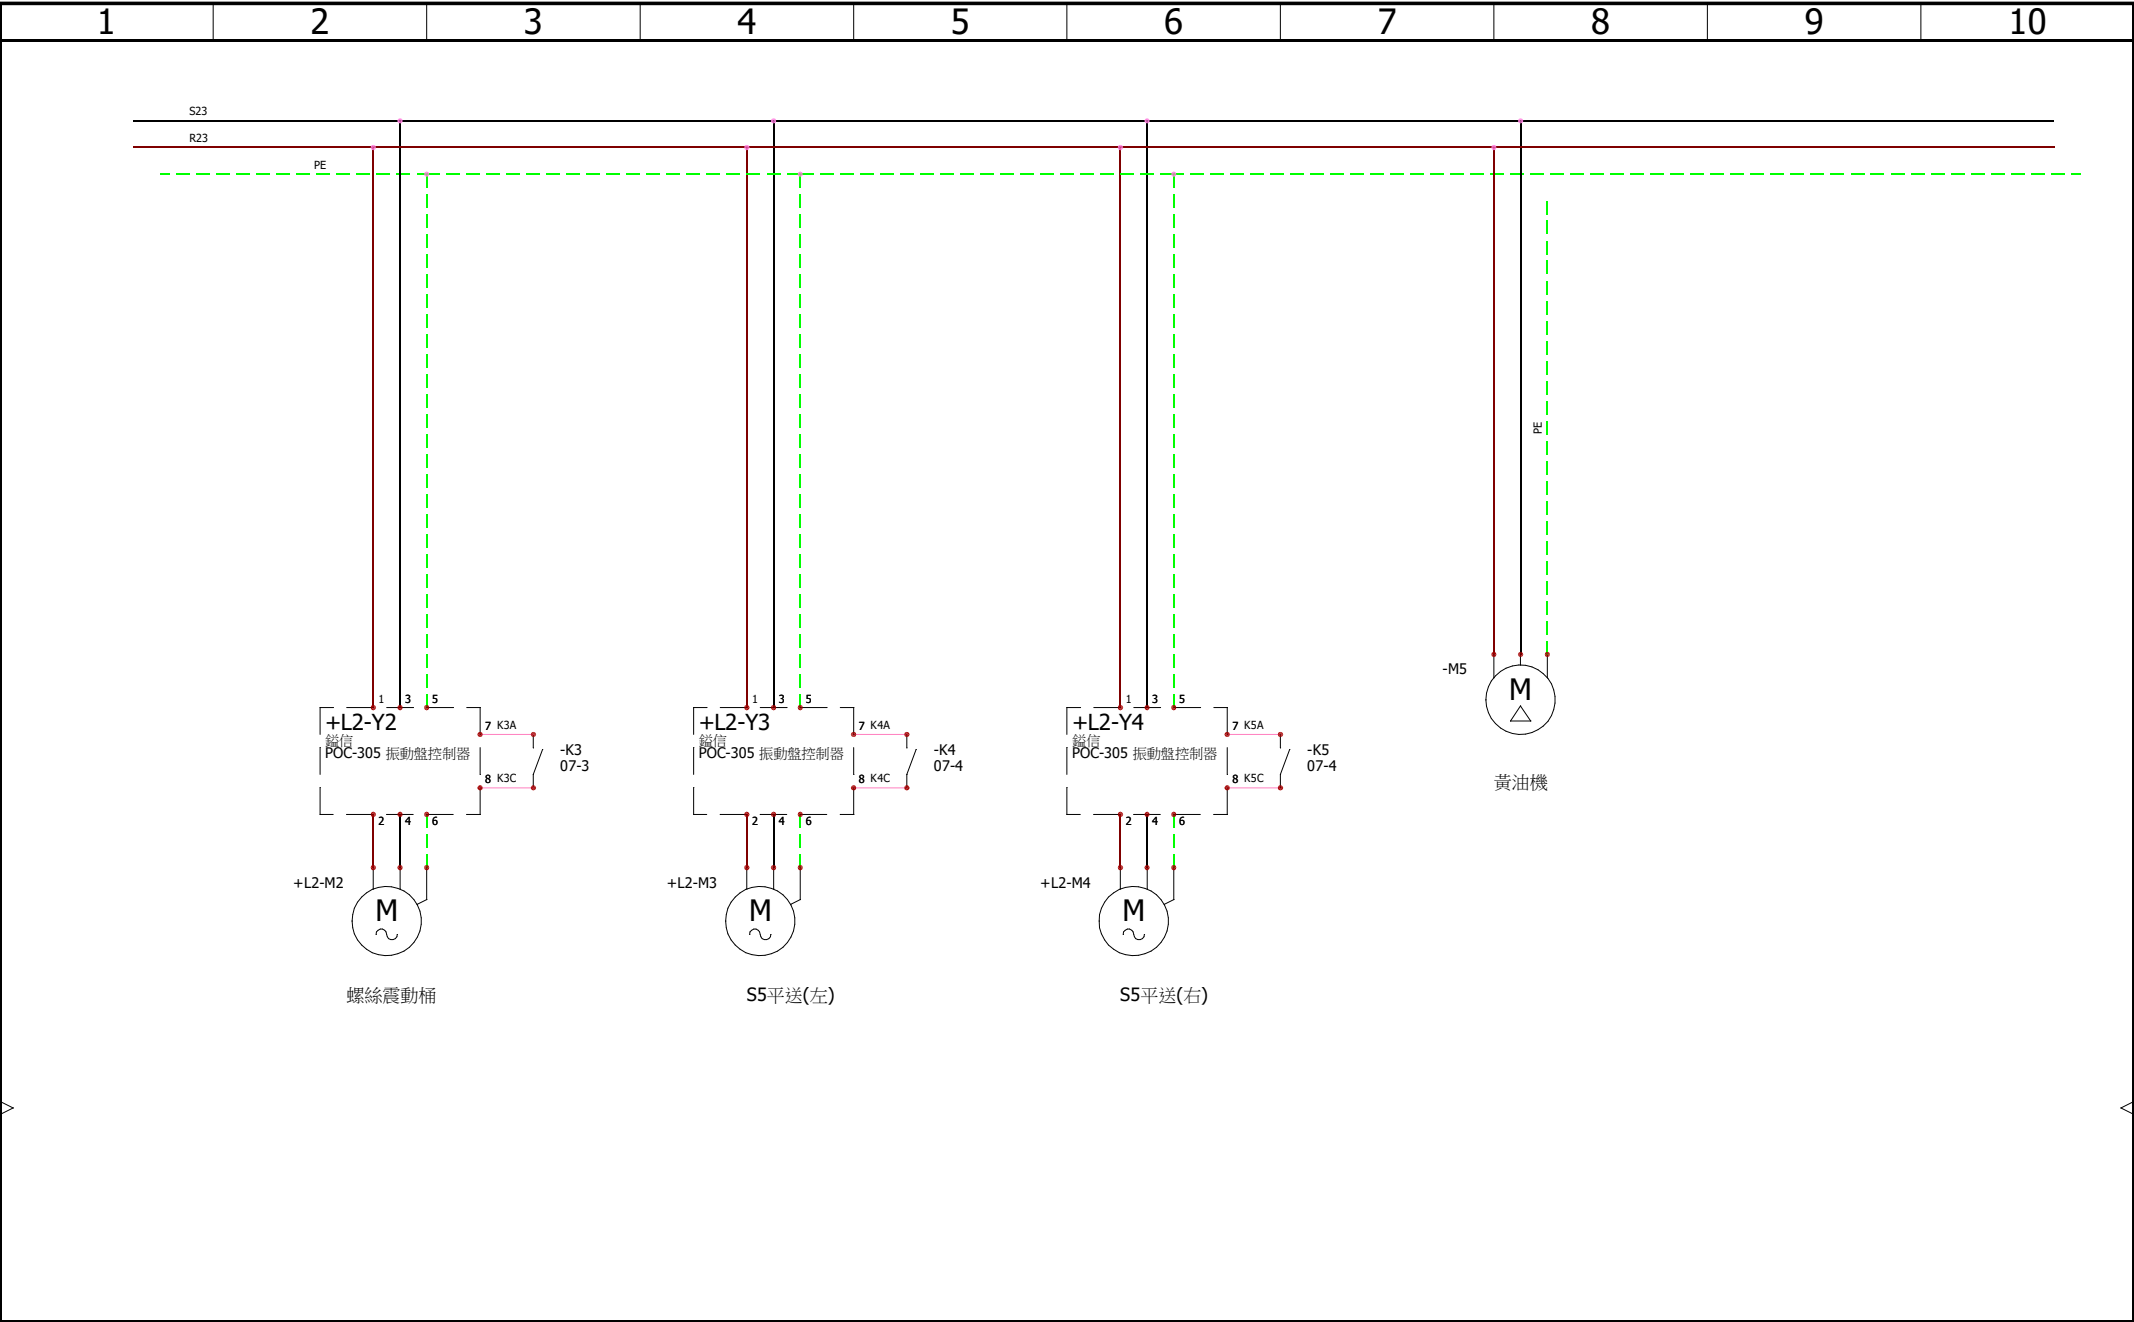 1 2 3 4 5 6 7 8 9 10
S23
R23
PE
PE
1 3 5
+L2-Y2
鎰信
POC-305 振動盤控制器
7 K3A
8 K3C
-K3
07-3
2 4 6
+L2-M2
M
螺絲震動桶
1 3 5
+L2-Y3
鎰信
POC-305 振動盤控制器
7 K4A
8 K4C
-K4
07-4
2 4 6
+L2-M3
M
S5平送(左)
1 3 5
+L2-Y4
鎰信
POC-305 振動盤控制器
7 K5A
8 K5C
-K5
07-4
2 4 6
+L2-M4
M
S5平送(右)
-M5
M
黃油機